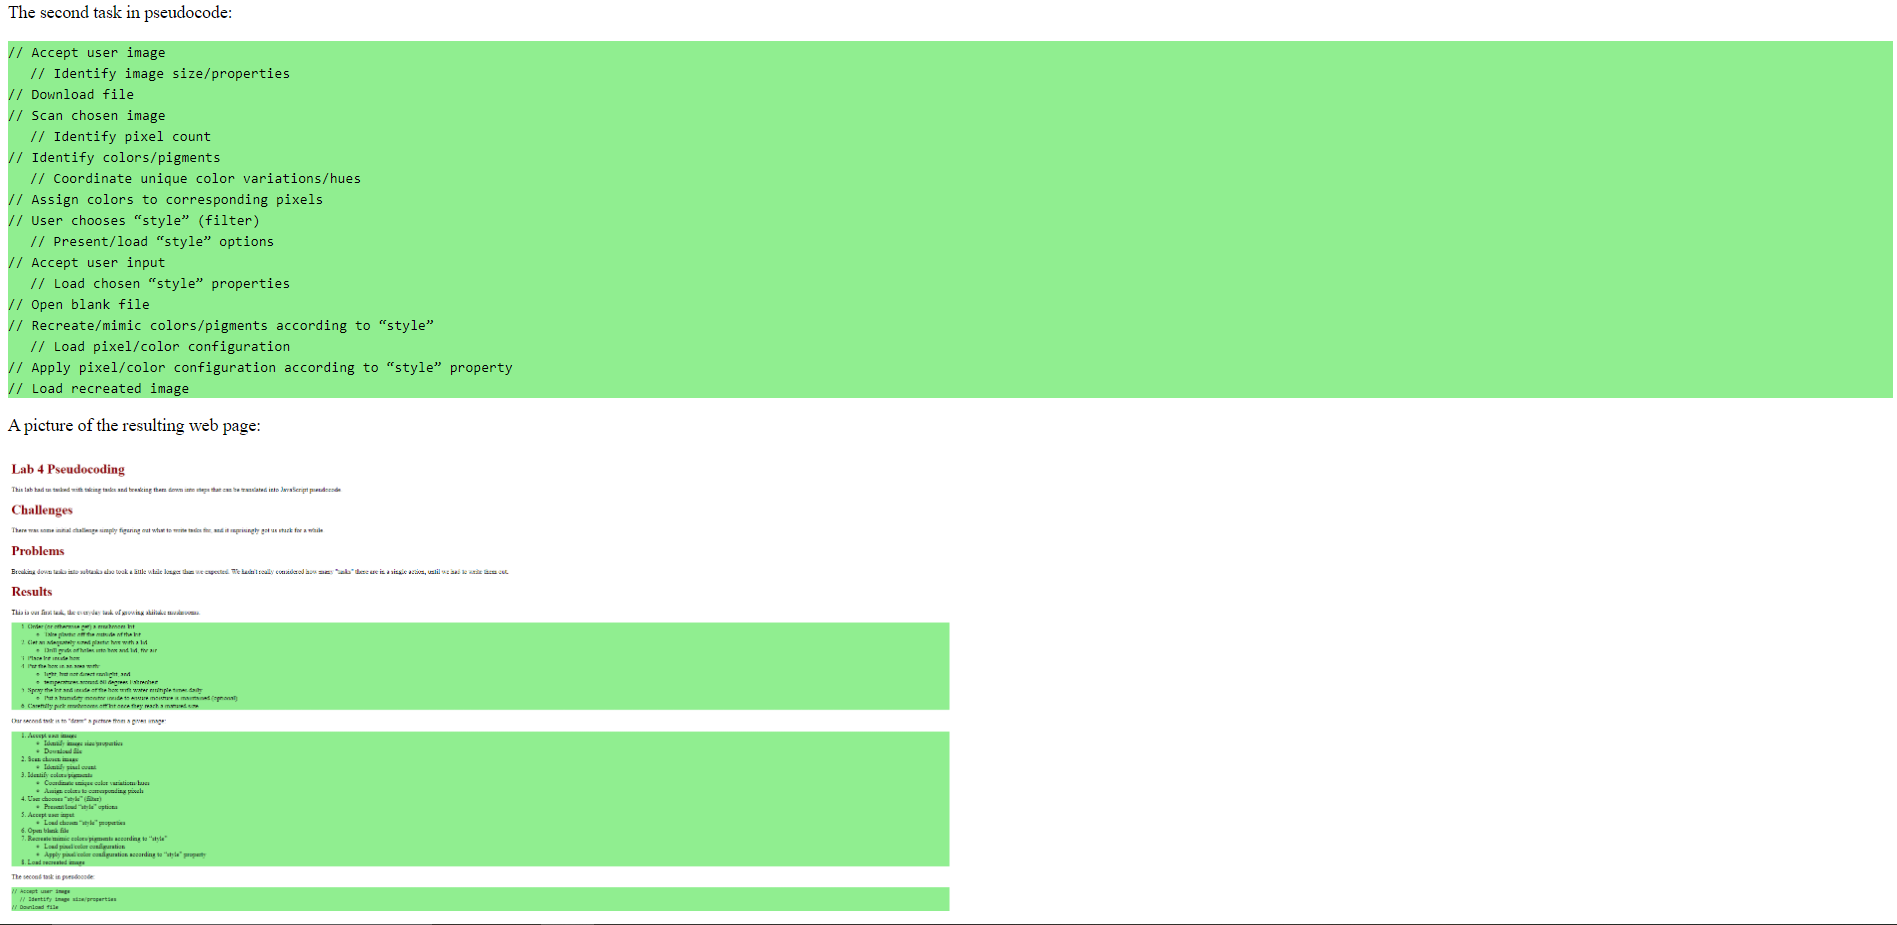 The second task in pseudocode:
// Accept user image
// Identify image size/properties
// Download file
// Scan chosen image
// Identify pixel count
// Identify colors/pigments
// Coordinate unique color variations/hues
// Assign colors to corresponding pixels
// User chooses “style” (filter)
// Present/load “style” options
// Accept user input
// Load chosen “style” properties
// Open blank file
// Recreate/mimic colors/pigments according to “style”
// Load pixel/color configuration
// Apply pixel/color configuration according to “style” property
// Load recreated image
A picture of the resulting web page:
Lab 4 Pseudocoding
This lab had us tasked with taking tasks and breaking them down into steps that can be translated into JavaScript pseudocode.
Challenges
There was some initial challenge simply figuring out what to write tasks for, and it suprisingly got us stuck for a while.
Problems
Breaking down tasks into subtasks also took a little while longer than we expected. We hadn't really considered how many "tasks" there are in a single action, until we had to write them out.
Results
This is our first task, the everyday task of growing shiitake mushrooms.
1. Order (or otherwise get) a mushroom
Take plastic off the outside of the
2. Get an adequately sized plastic box with a lid
Drill grids of holes into box and lid, for air
3. Place inside box
4. Put the box in an area with:
light, but not direct sunlight, and
temperatures around degrees Fahrenheit
5. Spray the and inside of the box with water multiple times daily
Put a humidity monitor inside to ensure moisture is maintained (optional)
6. Carefully pick mushrooms off once they reach a matured size
Our second task is to "draw" a picture from a given image:
1. Accept user image
Identify image size/properties
Download file
2. Scan chosen image
Identify pixel count
3. Identify colors/pigments
Coordinate unique color variations/hues
Assign colors to corresponding pixels
4. User chooses "style" (filter)
Present/load "style" options
5. Accept user input
Load chosen "style" properties
6. Open blank file
7. Recreate/mimic colors/pigments according to "style"
Load pixel/color configuration
Apply pixel/color configuration according to "style" property
8. Load recreated image
The second task in pseudocode:
// Accept user image
// Identify image size/properties
// Download file